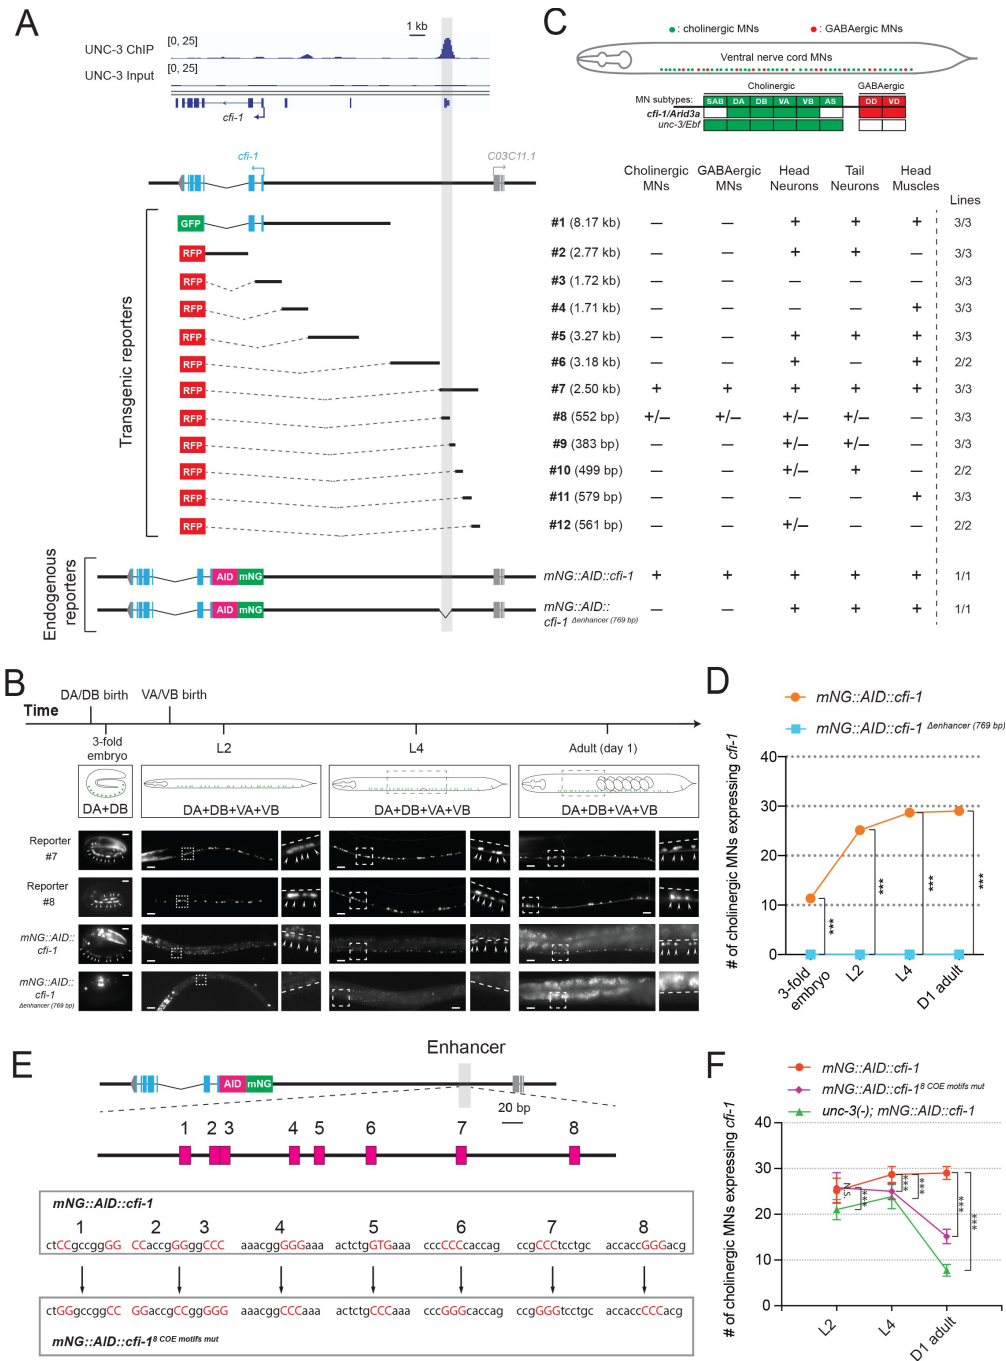 A
1 kb
[0, 25]
UNC-3 ChIP
[0, 25]
UNC-3 Input
cfi-1
cfi-1
C03C11.1
Transgenic reporters
GFP
RFP
RFP
RFP
RFP
RFP
RFP
RFP
RFP
RFP
RFP
RFP
Endogenous reporters
AID mNG
AID mNG
C
: cholinergic MNs : GABAergic MNs
Ventral nerve cord MNs
Cholinergic GABAergic
MN subtypes: SAB DA DB VA VB AS DD VD
cfi-1/Arid3a
unc-3/Ebf
Cholinergic MNs GABAergic MNs Head Neurons Tail Neurons Head Muscles Lines
#1 (8.17 kb) — — + + + 3/3
#2 (2.77 kb) — — + + — 3/3
#3 (1.72 kb) — — — — — 3/3
#4 (1.71 kb) — — — — + 3/3
#5 (3.27 kb) — — + + + 3/3
#6 (3.18 kb) — — + — + 2/2
#7 (2.50 kb) + + + + + 3/3
#8 (552 bp) +/— +/— +/— +/— — 3/3
#9 (383 bp) — — +/— +/— — 3/3
#10 (499 bp) — — +/— + — 2/2
#11 (579 bp) — — — — + 3/3
#12 (561 bp) — — +/— — — 2/2
mNG::AID::cfi-1 + + + + + 1/1
mNG::AID::
cfi-1 Δenhancer (769 bp) — — + + + 1/1
B
DA/DB birth VA/VB birth
Time
3-fold embryo L2 L4 Adult (day 1)
DA+DB DA+DB+VA+VB DA+DB+VA+VB DA+DB+VA+VB
Reporter
#7
Reporter
#8
mNG::AID::
cfi-1
mNG::AID::
cfi-1
Δenhancer (769 bp)
D
mNG::AID::cfi-1
mNG::AID::cfi-1 Δenhancer (769 bp)
# of cholinergic MNs expressing cfi-1
40
30
20
10
0
*** *** *** ***
3-fold embryo L2 L4 D1 adult
E
Enhancer
AID mNG
20 bp
1 2 3 4 5 6 7 8
mNG::AID::cfi-1
1 2 3 4 5 6 7 8
ctCCgccggGG CCaccgGGggCCC aaacggGGGaaa actctgGTGaaa cccCCCcaccag ccgCCCtcctgc accaccGGGacg
ctGGgccggCC GGaccgCCggGGG aaacggCCCaaa actctgCCCaaa cccGGGcaccag ccgGGGtcctgc accaccCCCacg
mNG::AID::cfi-1 8 COE motifs mut
F
mNG::AID::cfi-1
mNG::AID::cfi-1 8 COE motifs mut
unc-3(-); mNG::AID::cfi-1
# of cholinergic MNs expressing cfi-1
40
30
20
10
0
n.s. *** *** *** *** ***
L2 L4 D1 adult